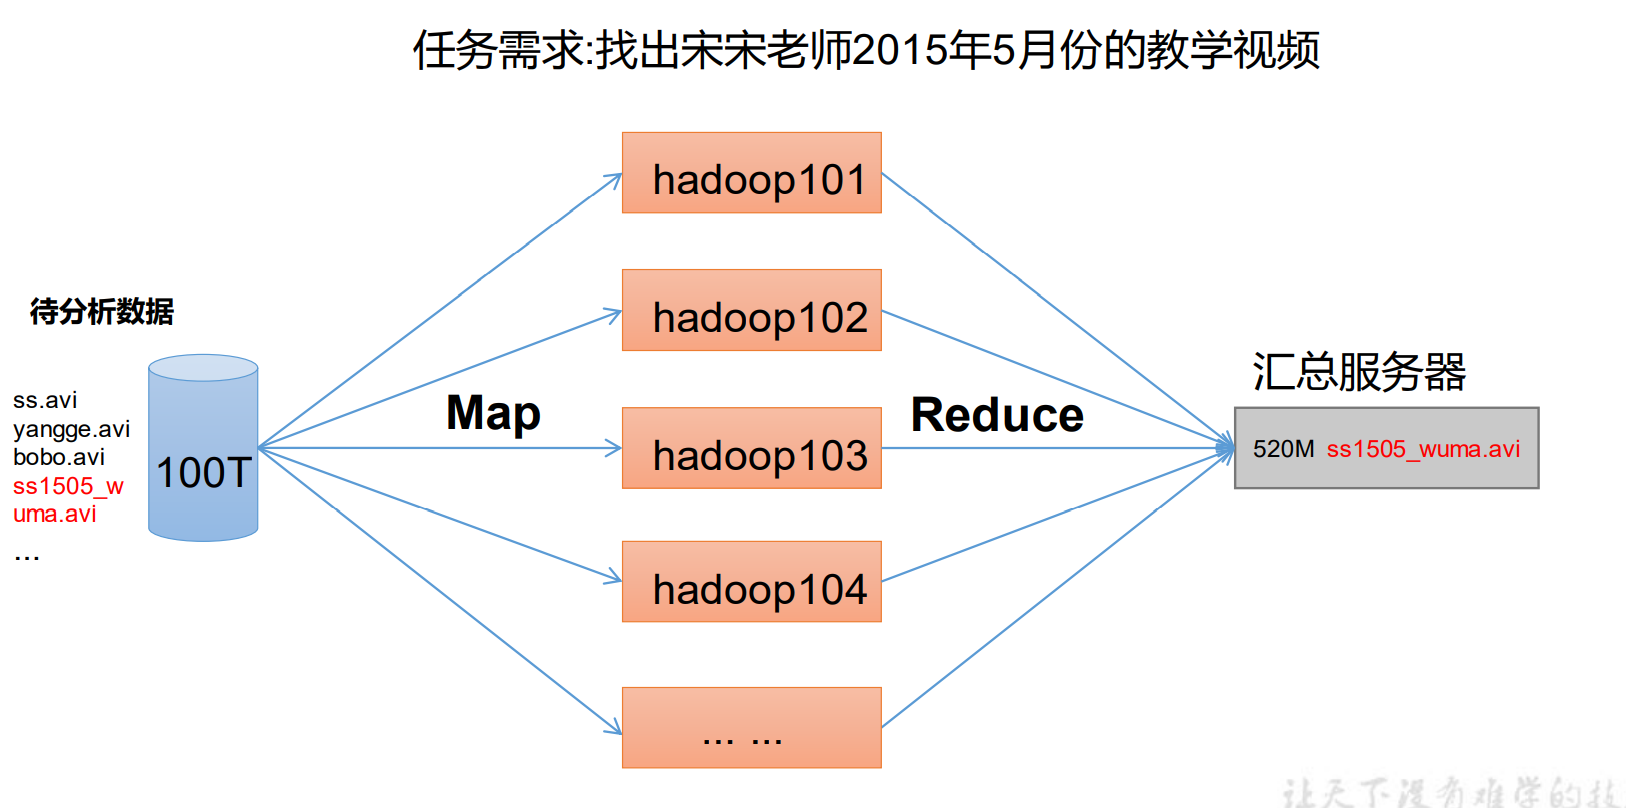 任务需求:找出宋宋老师2015年5月份的教学视频
待分析数据
ss.avi
yangge.avi
bobo.avi
ss1505_w
uma.avi
...
100T
Map
hadoop101
hadoop102
hadoop103
hadoop104
... ...
Reduce
汇总服务器
520M ss1505_wuma.avi
让天下没有难学的技